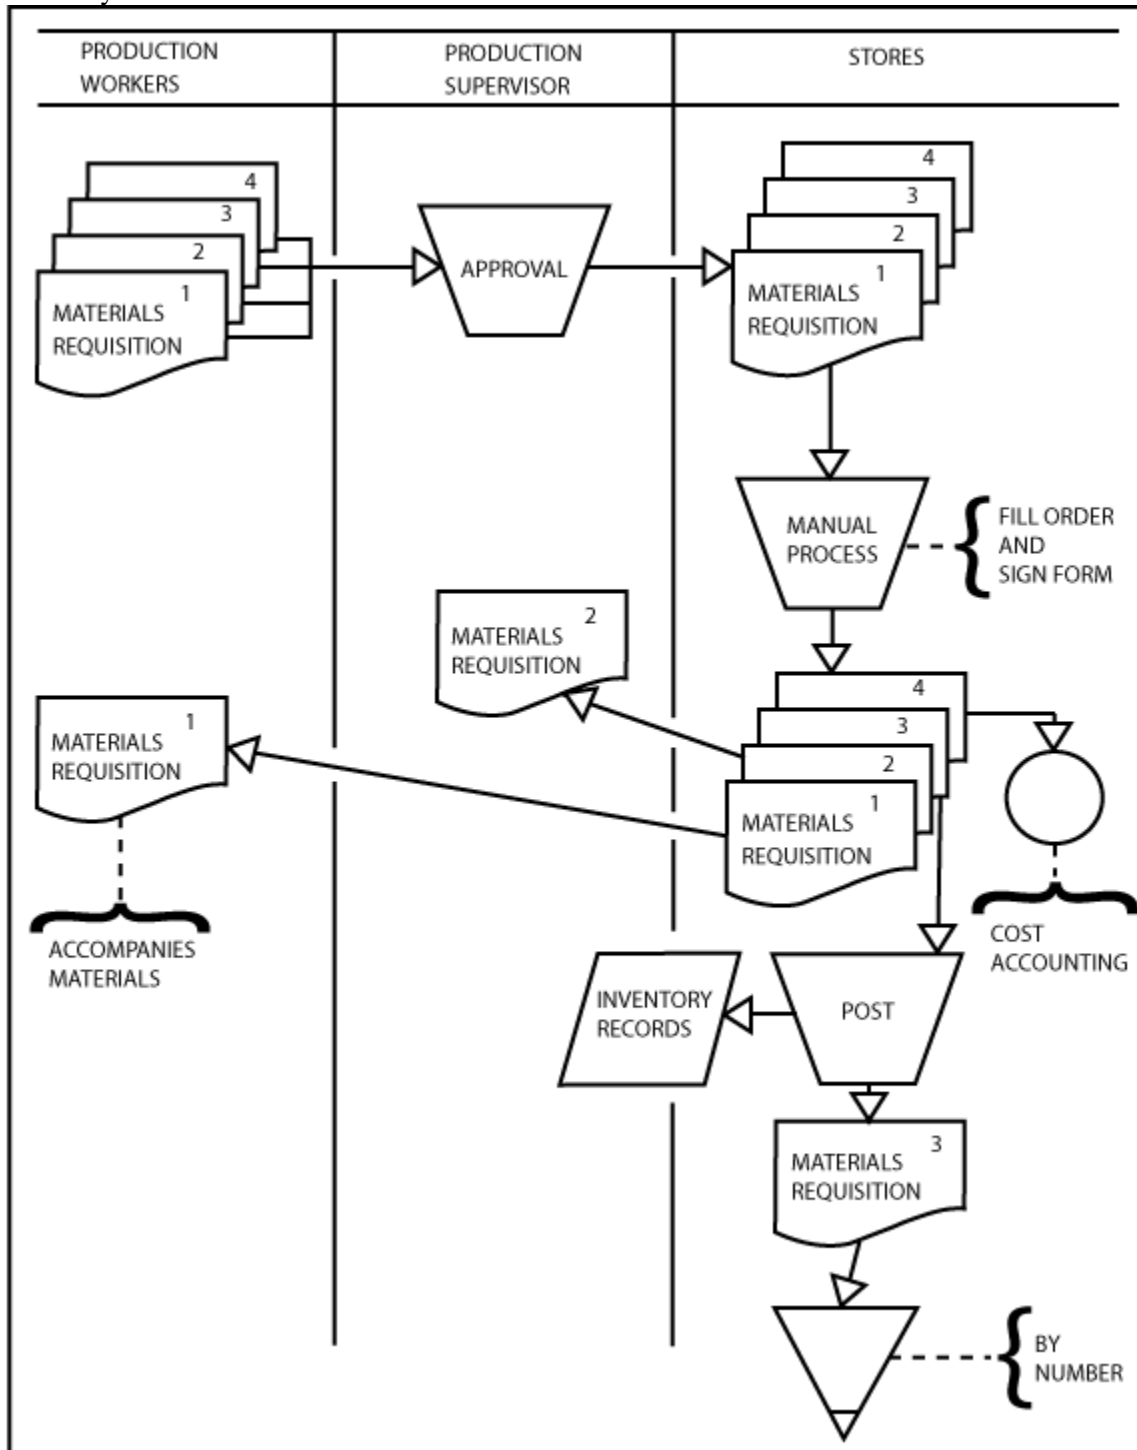 PRODUCTION
WORKERS
PRODUCTION
SUPERVISOR
STORES
4
3
2
1
MATERIALS
REQUISITION
APPROVAL
4
3
2
1
MATERIALS
REQUISITION
MANUAL
PROCESS
FILL ORDER
AND
SIGN FORM
2
MATERIALS
REQUISITION
1
MATERIALS
REQUISITION
4
3
2
1
MATERIALS
REQUISITION
ACCOMPANIES
MATERIALS
COST
ACCOUNTING
INVENTORY
RECORDS
POST
3
MATERIALS
REQUISITION
BY
NUMBER